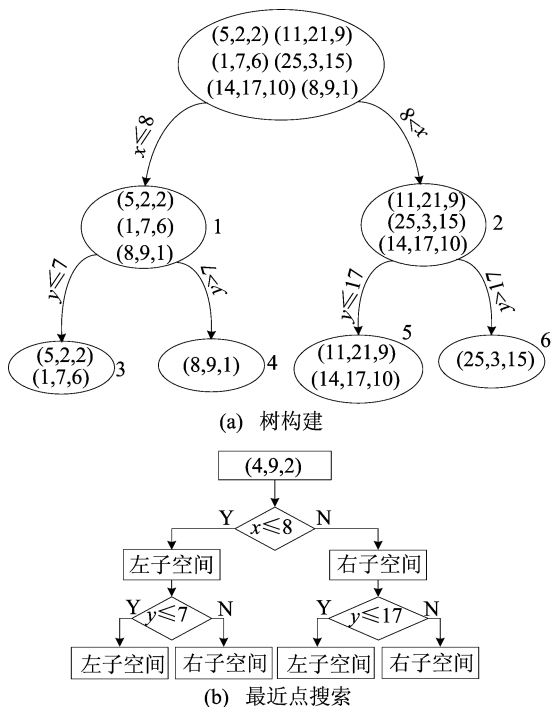 (5,2,2) (11,21,9)
(1,7,6) (25,3,15)
(14,17,10) (8,9,1)
x≤8
x>8
(5,2,2)
(1,7,6)
(8,9,1)
1
(11,21,9)
(25,3,15)
(14,17,10)
2
y≤7
y>7
y≤17
y>17
(5,2,2)
(1,7,6)
3
(8,9,1)
4
(11,21,9)
(14,17,10)
5
(25,3,15)
6
(a) 树构建
(4,9,2)
Y
x≤8
N
左子空间
右子空间
Y
y≤7
N
Y
y≤17
N
左子空间
右子空间
左子空间
右子空间
(b) 最近点搜索